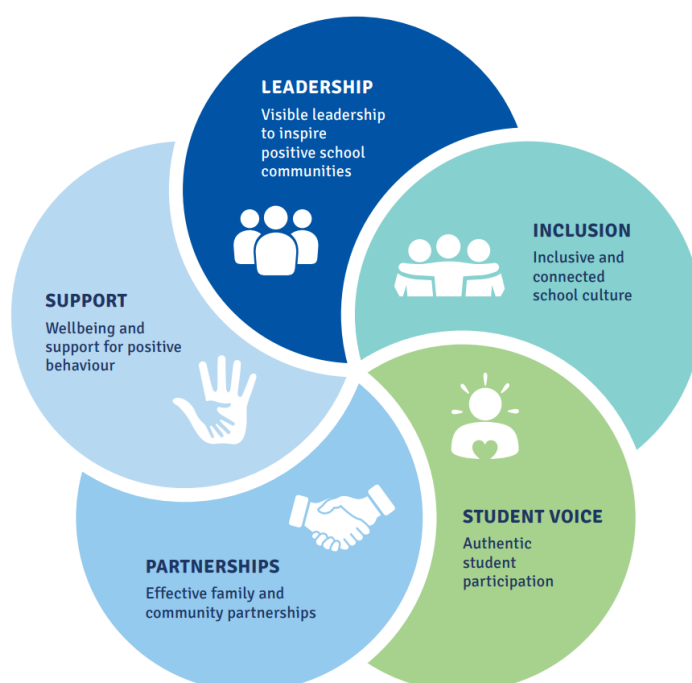 LEADERSHIP
Visible leadership
to inspire
positive school
communities
INCLUSION
Inclusive and
connected
school culture
STUDENT VOICE
Authentic
student
participation
PARTNERSHIPS
Effective family and
community partnerships
SUPPORT
Wellbeing and
support for positive
behaviour